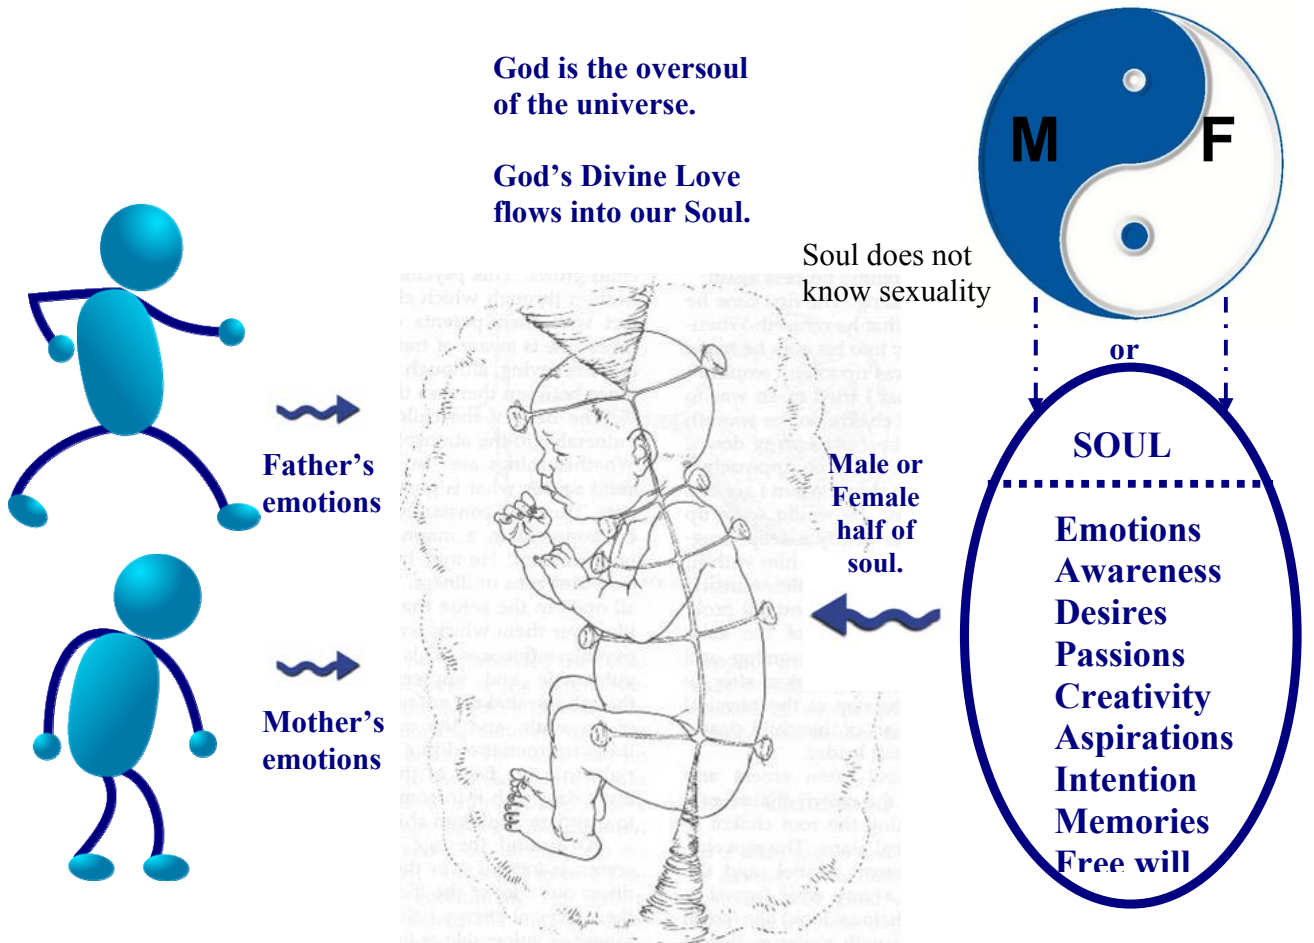 God is the oversoul
of the universe.
God’s Divine Love
flows into our Soul.
M
F
Soul does not
know sexuality
or
Father’s
emotions
Mother’s
emotions
Male or
Female
half of
soul.
SOUL
Emotions
Awareness
Desires
Passions
Creativity
Aspirations
Intention
Memories
Free will